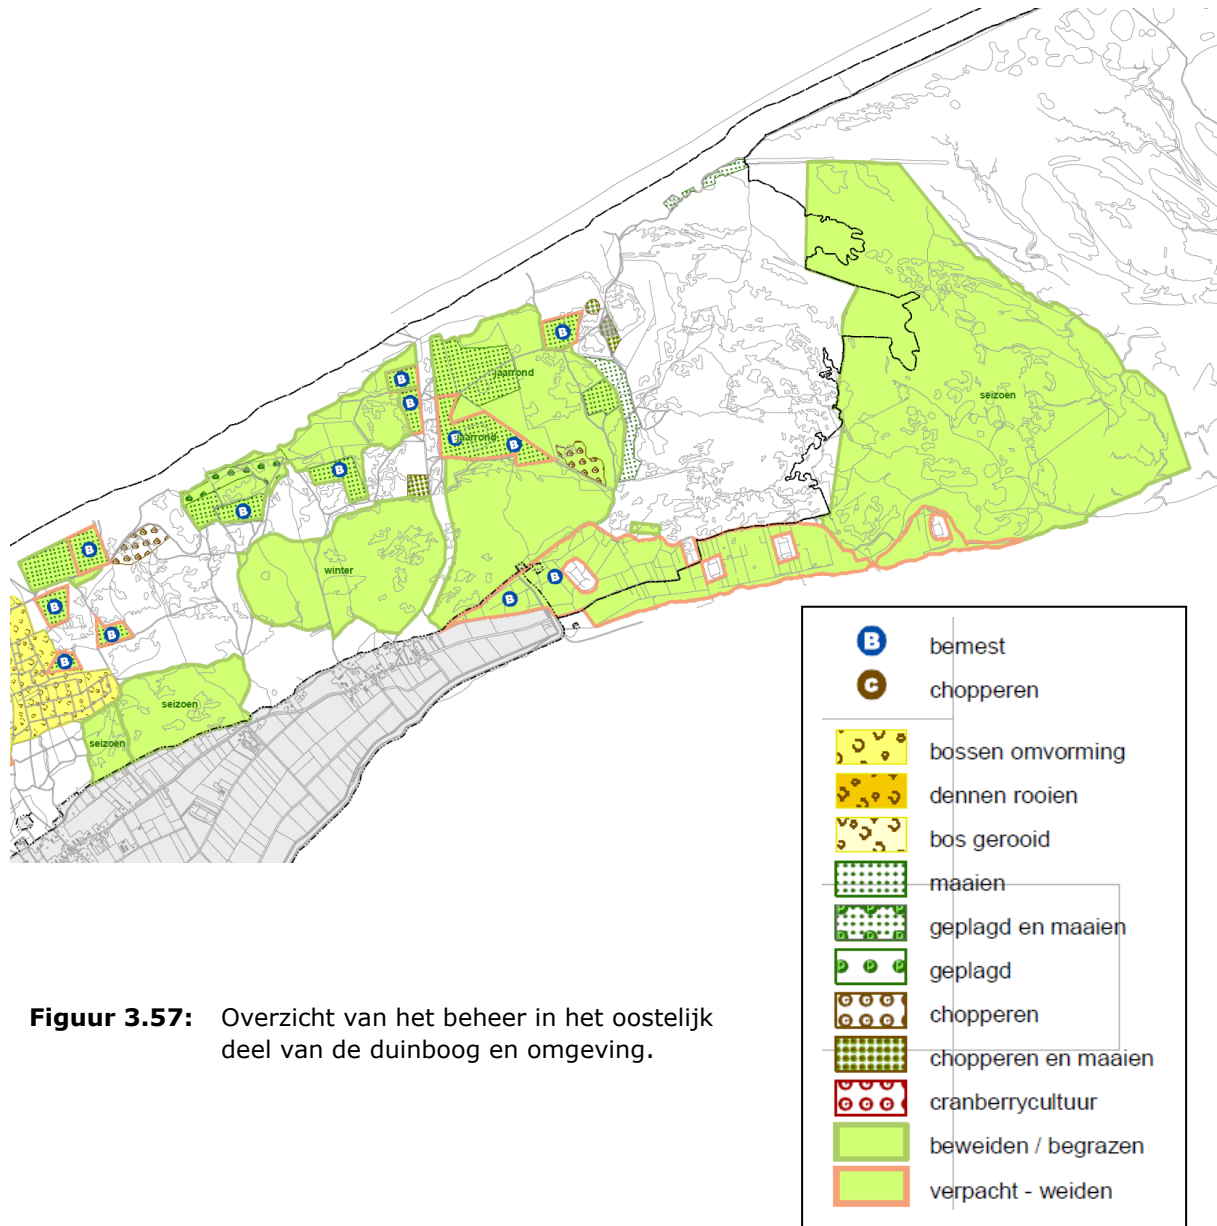 jaarrond
jaarrond
seizoen
winter
seizoen
seizoen
B
B
B
B
B
B
B
B
B
B
B
B
B
B
B bemest
C chopperen
bossen omvorming
dennen rooien
bos gerooid
maaien
geplagd en maaien
geplagd
chopperen
chopperen en maaien
cranberrycultuur
beweiden / begrazen
verpacht - weiden
Figuur 3.57: Overzicht van het beheer in het oostelijk
deel van de duinboog en omgeving.